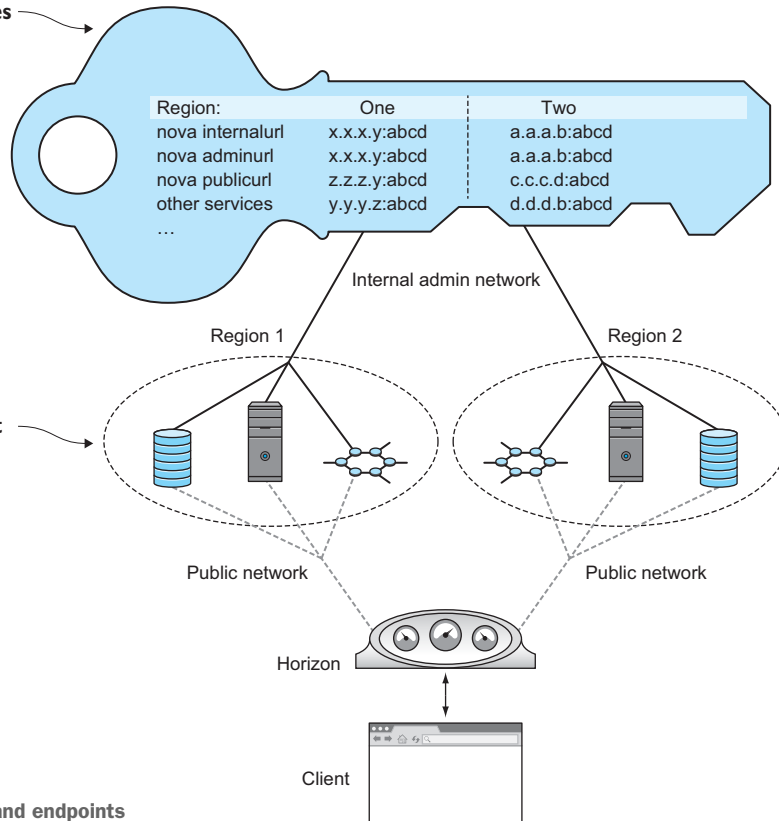 es
Region: One Two
nova internalurl x.x.x.y:abcd a.a.a.b:abcd
nova adminurl x.x.x.y:abcd a.a.a.b:abcd
nova publicurl z.z.z.y:abcd c.c.c.d:abcd
other services y.y.y.z:abcd d.d.d.b:abcd
…
Internal admin network
Region 1 Region 2
Public network Public network
Horizon
Client
and endpoints